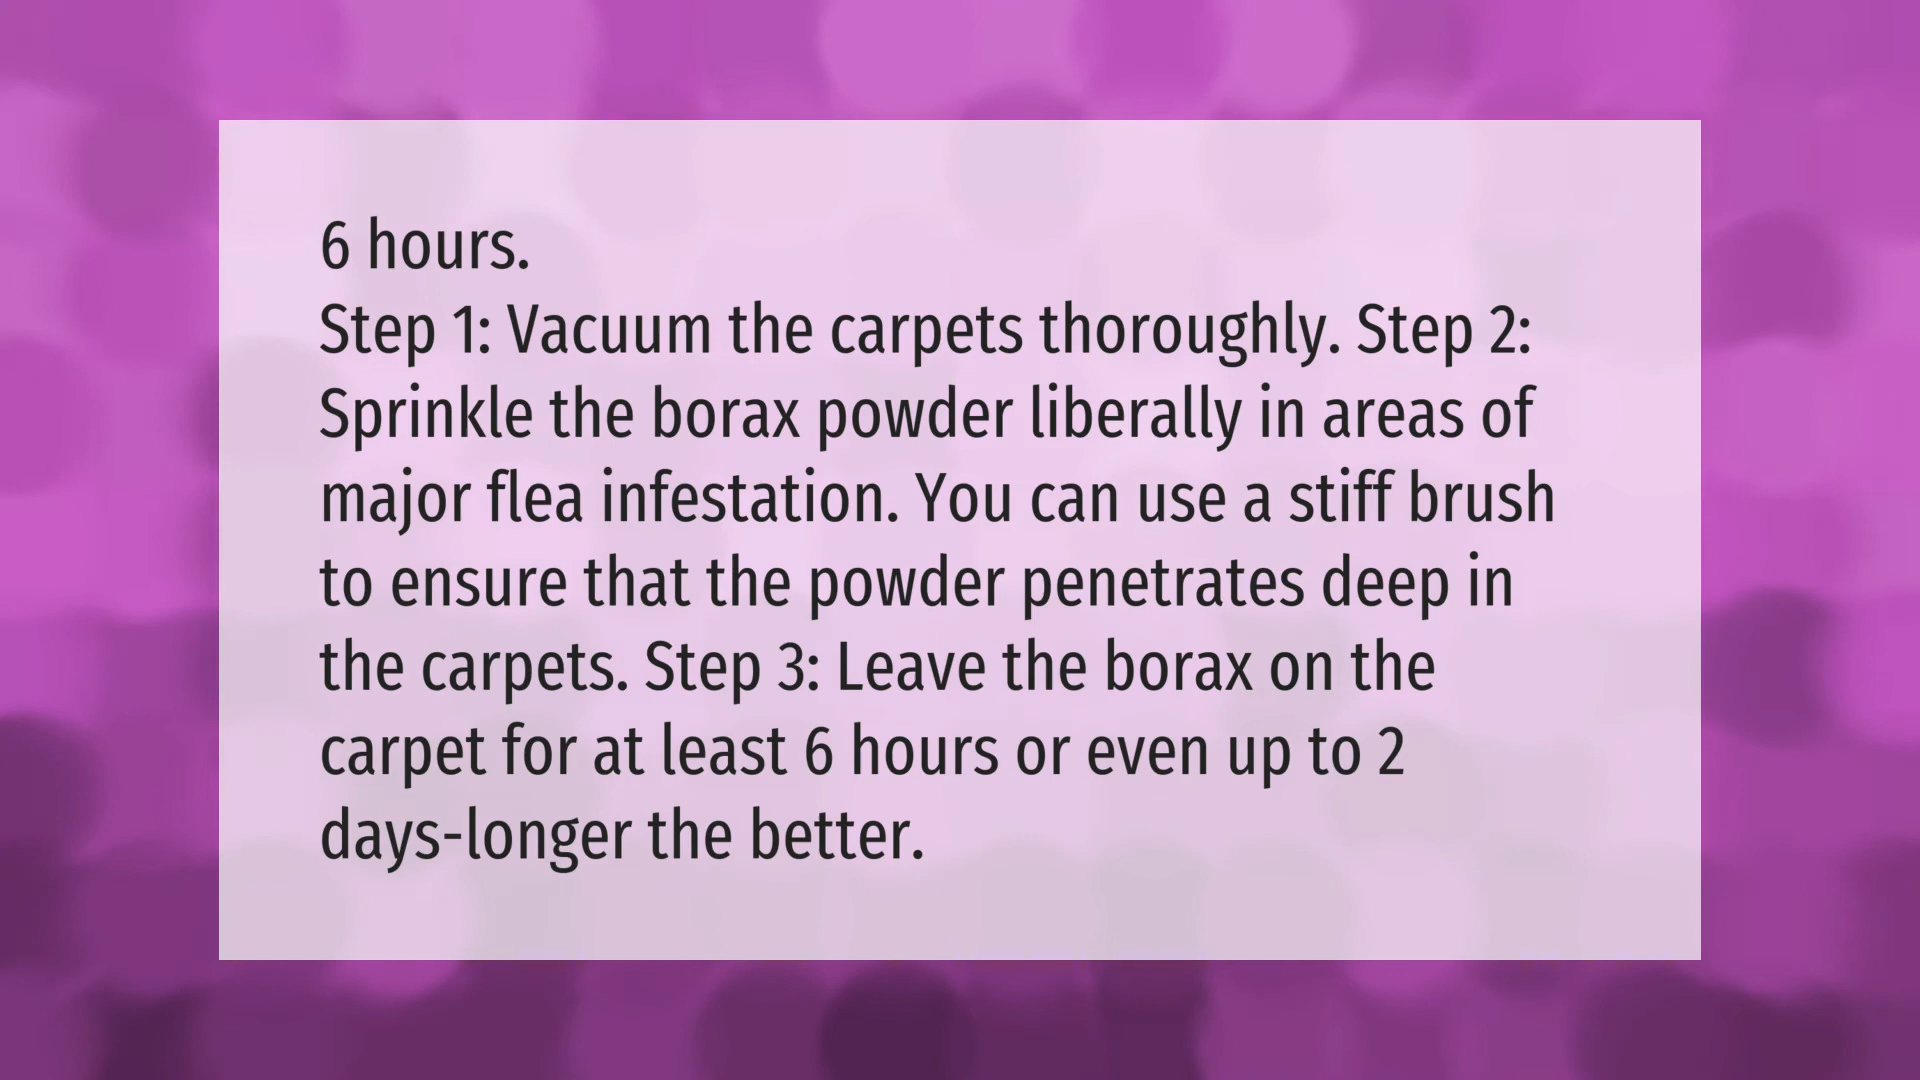 6 hours.
Step 1: Vacuum the carpets thoroughly. Step 2:
Sprinkle the borax powder liberally in areas of
major flea infestation. You can use a stiff brush
to ensure that the powder penetrates deep in
the carpets. Step 3: Leave the borax on the
carpet for at least 6 hours or even up to 2
days-longer the better.